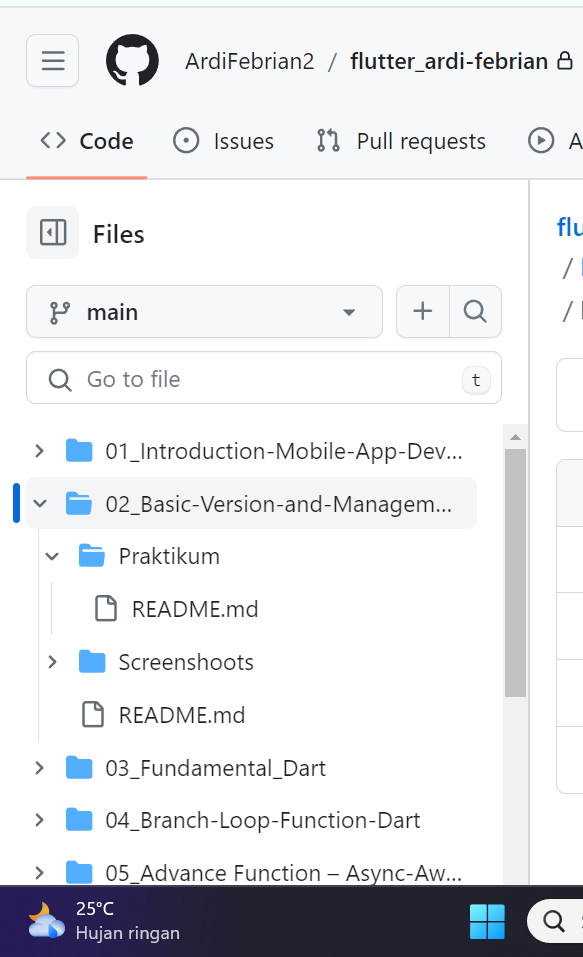 ArdiFebrian2 / flutter_ardi-febrian
Code Issues Pull requests A
Files
flu
/
main
/
Go to file t
01_Introduction-Mobile-App-Dev...
02_Basic-Version-and-Managem...
Praktikum
README.md
Screenshoots
README.md
03_Fundamental_Dart
04_Branch-Loop-Function-Dart
05_Advance Function – Async-Aw...
25°C
Hujan ringan